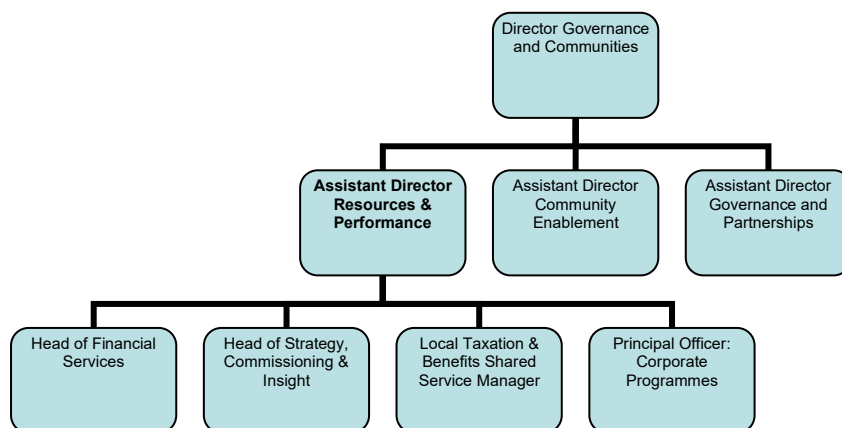 Director Governance
and Communities
Assistant Director
Resources &
Performance
Assistant Director
Community
Enablement
Assistant Director
Governance and
Partnerships
Head of Financial
Services
Head of Strategy,
Commissioning &
Insight
Local Taxation &
Benefits Shared
Service Manager
Principal Officer:
Corporate
Programmes